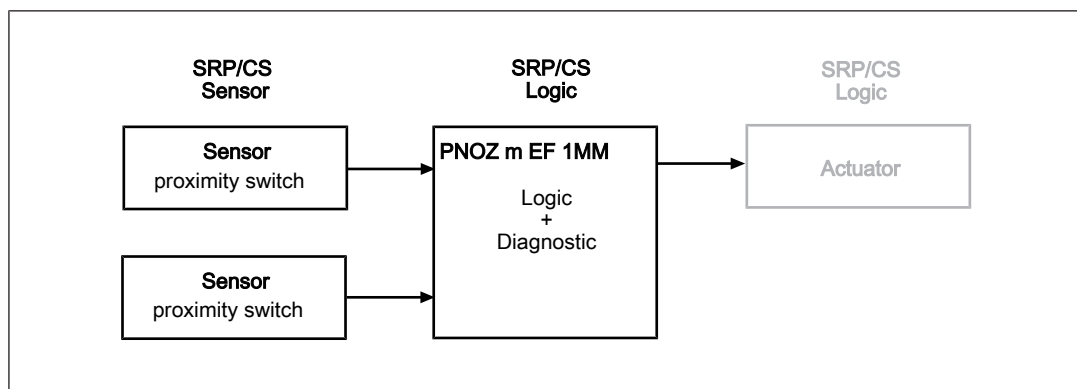 SRP/CS
Sensor
SRP/CS
Logic
SRP/CS
Logic
Sensor
proximity switch
PNOZ m EF 1MM
Logic
+
Diagnostic
Actuator
Sensor
proximity switch